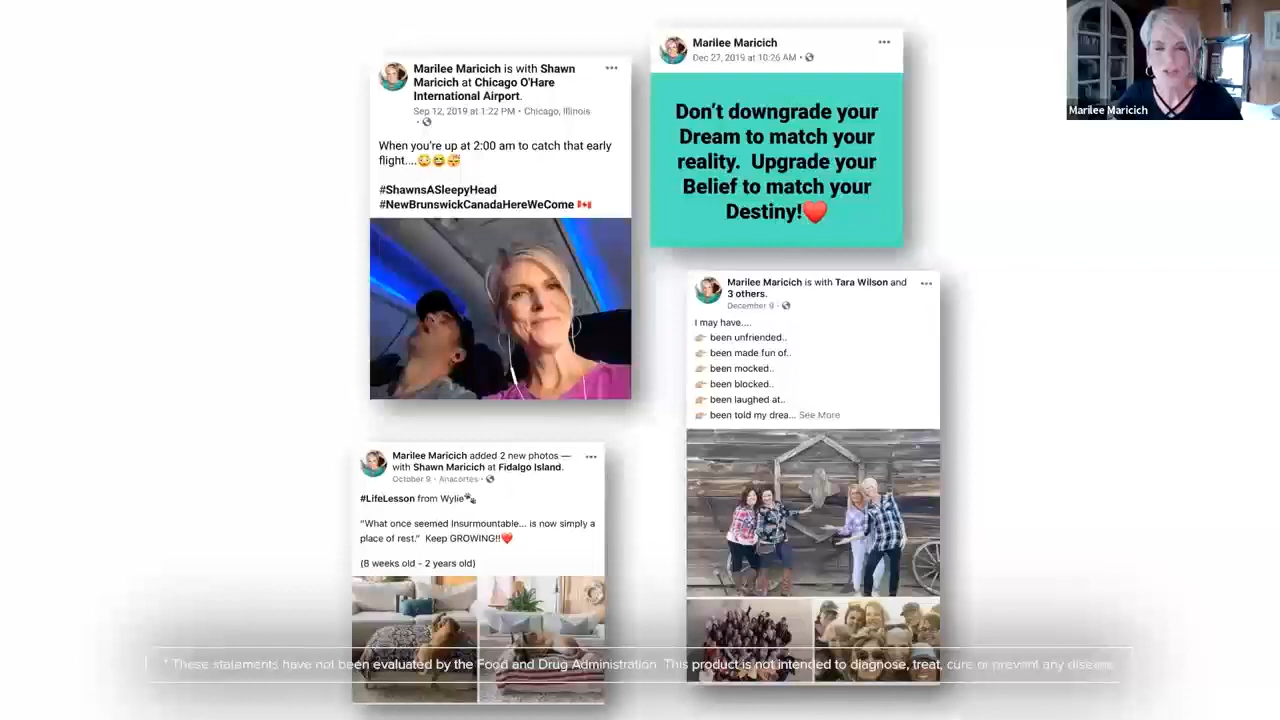 Marilee Maricich is with Shawn
Maricich at Chicago O'Hare
International Airport.
Sep 12, 2019 at 1:22 PM • Chicago, Illinois
When you're up at 2:00 am to catch that early
flight....😳😅😴
#ShawnsASleepyHead
#NewBrunswickCanadaHereWeCome 🇨🇦
Marilee Maricich
Dec 27, 2019 at 10:26 AM •
Don't downgrade your
Dream to match your
reality. Upgrade your
Belief to match your
Destiny!❤️
Marilee Maricich is with Tara Wilson and
3 others.
December 9 •
I may have....
👉🏼 been unfriended..
👉🏼 been made fun of..
👉🏼 been mocked..
👉🏼 been blocked..
👉🏼 been laughed at..
👉🏼 been told my drea... See More
Marilee Maricich added 2 new photos —
with Shawn Maricich at Fidalgo Island.
October 9 • Anacortes •
#LifeLesson from Wylie🐾
"What once seemed Insurmountable... is now simply a
place of rest." Keep GROWING!!❤️
(8 weeks old - 2 years old)
* These statements have not been evaluated by the Food and Drug Administration. This product is not intended to diagnose, treat, cure or prevent any disease.
Marilee Maricich